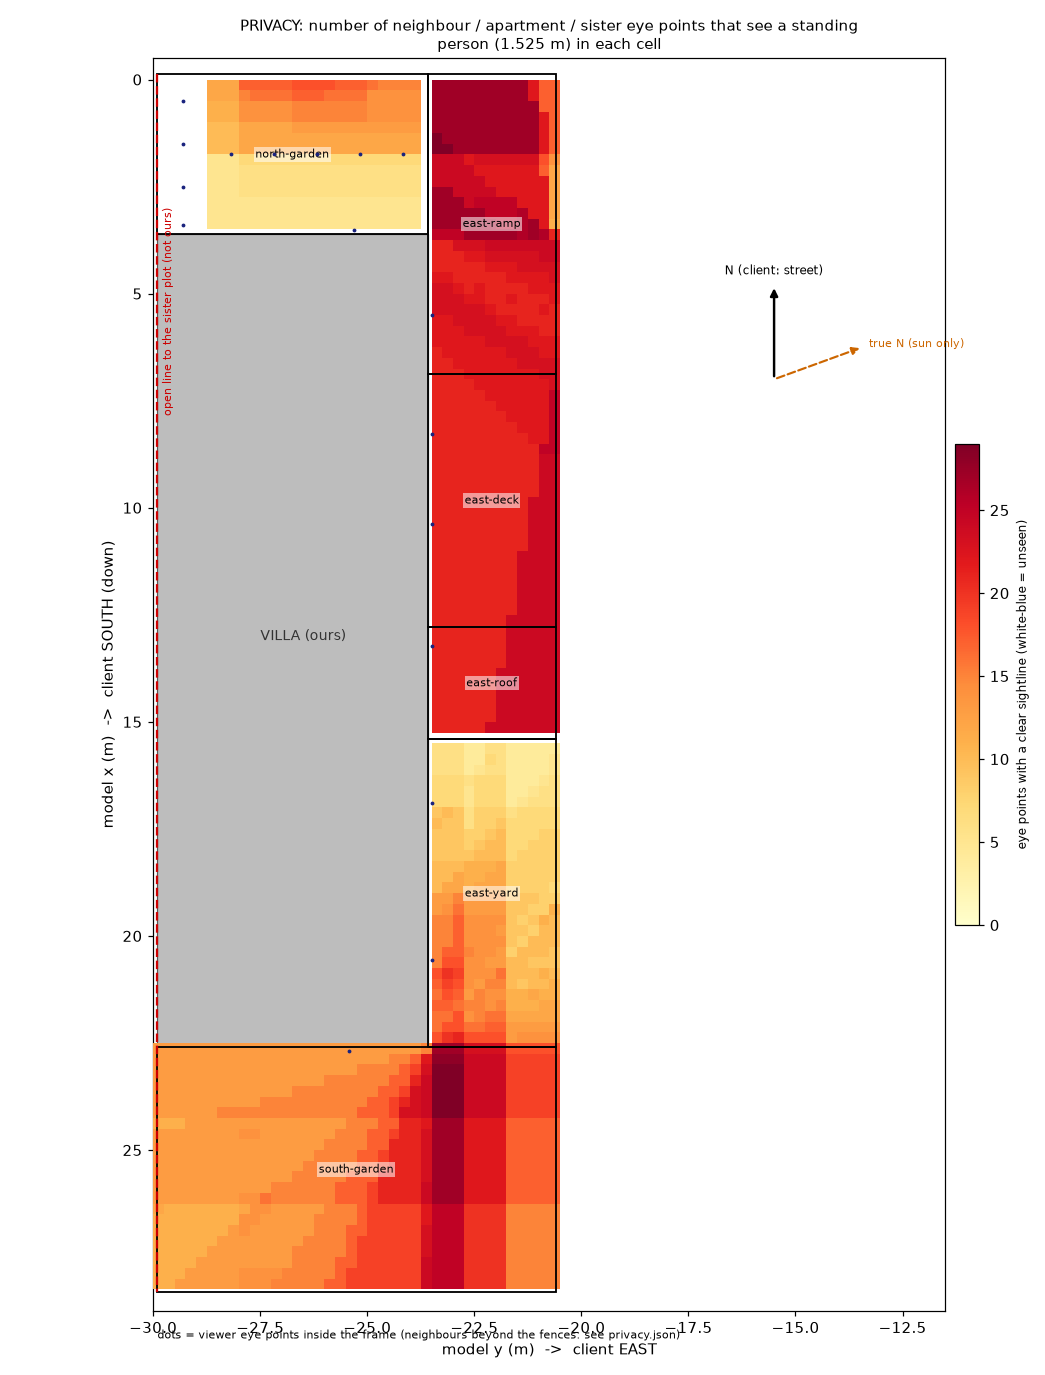 PRIVACY: number of neighbour / apartment / sister eye points that see a standing
person (1.525 m) in each cell
0
5
10
15
20
25
model x (m)  ->  client SOUTH (down)
north-garden
east-ramp
open line to the sister plot (not ours)
N (client: street)
true N (sun only)
east-deck
VILLA (ours)
east-roof
east-yard
south-garden
25
20
15
10
5
0
eye points with a clear sightline (white-blue = unseen)
−30.0
−27.5
−25.0
−22.5
−20.0
−17.5
−15.0
−12.5
dots = viewer eye points inside the frame (neighbours beyond the fences: see privacy.json)
model y (m)  ->  client EAST